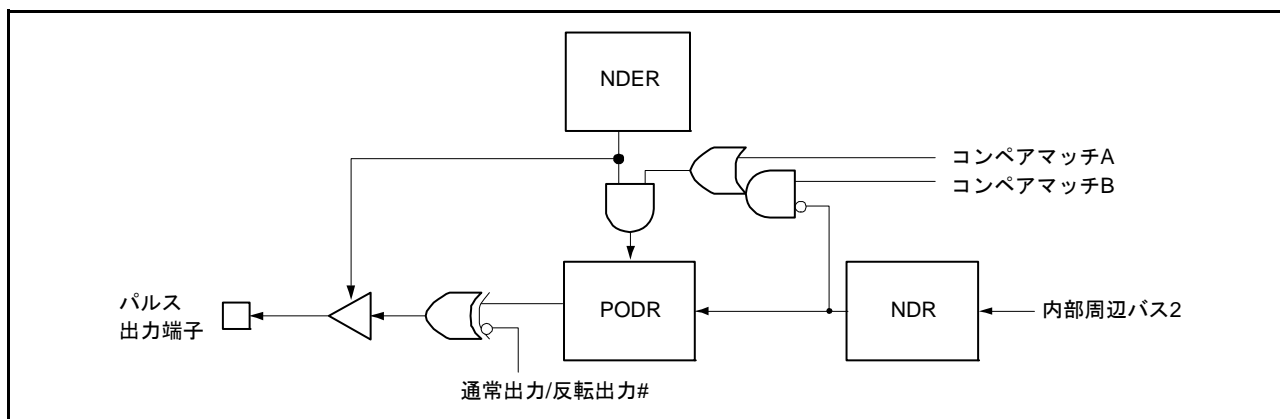 NDER
コンペアマッチA
コンペアマッチB
パルス
出力端子
PODR
NDR
内部周辺バス2
通常出力/反転出力#